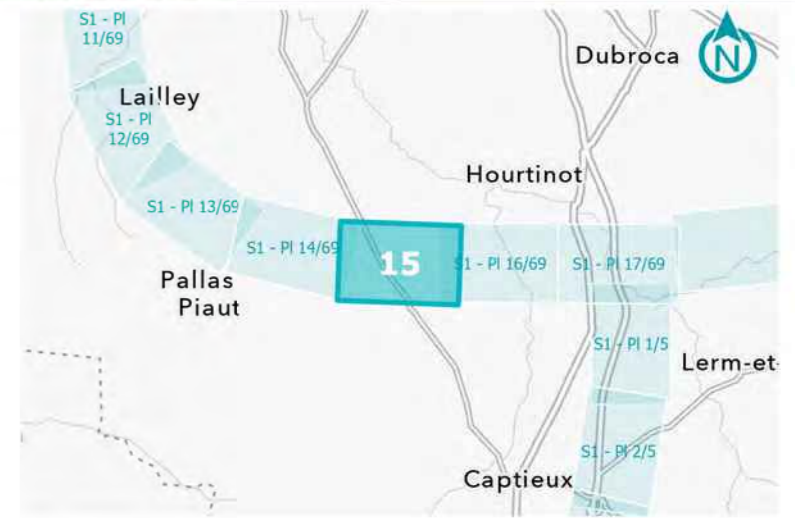 S1 - Pl
11/69
Dubroca
N
Lailley
S1 - Pl
12/69
Hourtinot
S1 - Pl 13/69
S1 - Pl 14/69
15
S1 - Pl 16/69
S1 - Pl 17/69
Pallas
Piaut
S1 - Pl 1/5
Lerm-et-
S1 - Pl 2/5
Captieux